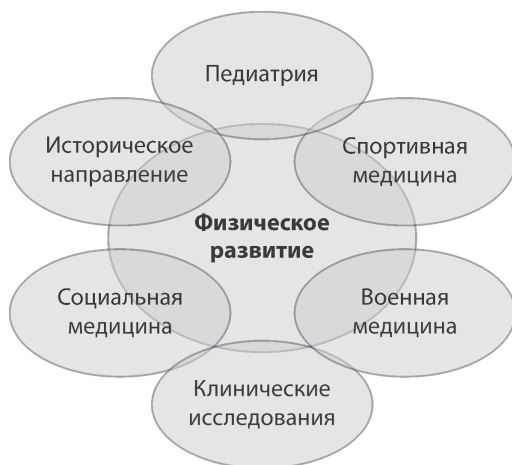 Педиатрия
Историческое
направление
Спортивная
медицина
Физическое
развитие
Социальная
медицина
Военная
медицина
Клинические
исследования